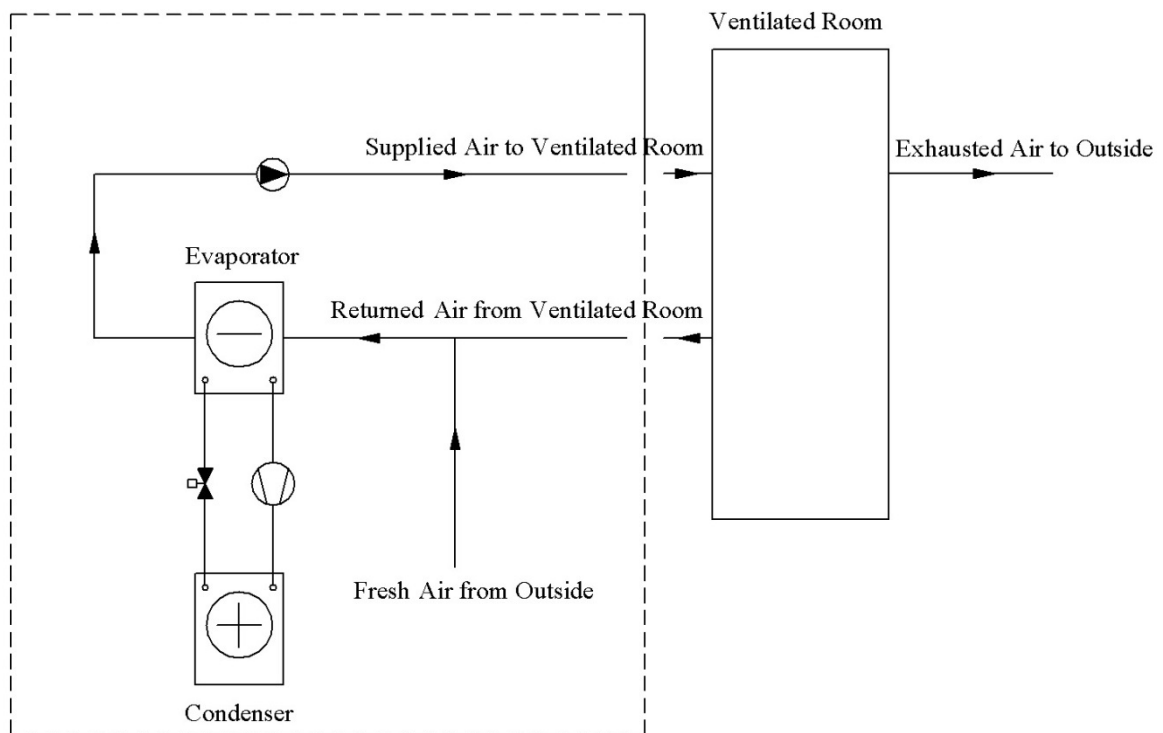 Ventilated Room
Supplied Air to Ventilated Room
Exhausted Air to Outside
Evaporator
Returned Air from Ventilated Room
Fresh Air from Outside
Condenser